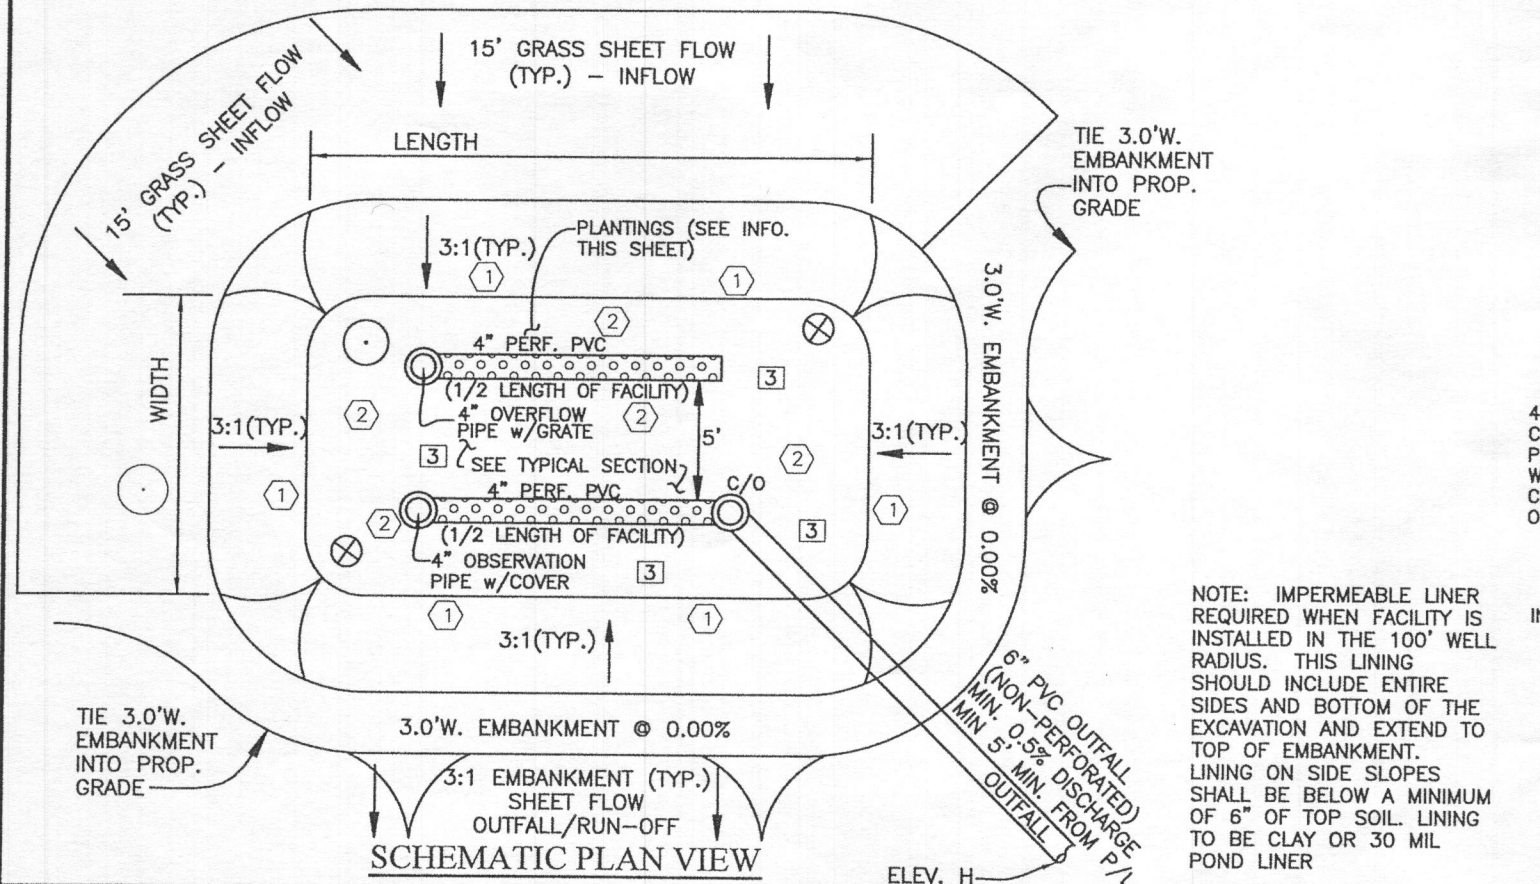 15' GRASS SHEET FLOW
(TYP.) – INFLOW
15' GRASS SHEET FLOW
(TYP.) – INFLOW
LENGTH
TIE 3.0'W.
EMBANKMENT
INTO PROP.
GRADE
PLANTINGS (SEE INFO.
THIS SHEET)
3:1(TYP.)
1
1
2
4" PERF. PVC
(1/2 LENGTH OF FACILITY)
3
WIDTH
2
4" OVERFLOW
PIPE W/GRATE
2
5'
3:1(TYP.)
3:1(TYP.)
3
SEE TYPICAL SECTION
2
4" PERF. PVC
C/O
1
2
1
3
(1/2 LENGTH OF FACILITY)
4" OBSERVATION
PIPE W/COVER
3
1
1
3:1(TYP.)
3.0'W. EMBANKMENT @ 0.00%
3.0'W. EMBANKMENT @ 0.00%
TIE 3.0'W.
EMBANKMENT
INTO PROP.
GRADE
3:1 EMBANKMENT (TYP.)
SHEET FLOW
OUTFALL/RUN-OFF
6" PVC OUTFALL
(NON-PERFORATED)
MIN. 0.5% DISCHARGE
MIN 5' MIN. FROM
OUTFALL
ELEV. H
SCHEMATIC PLAN VIEW
NOTE: IMPERMEABLE LINER
REQUIRED WHEN FACILITY IS
INSTALLED IN THE 100' WELL
RADIUS. THIS LINING
SHOULD INCLUDE ENTIRE
SIDES AND BOTTOM OF THE
EXCAVATION AND EXTEND TO
TOP OF EMBANKMENT.
LINING ON SIDE SLOPES
SHALL BE BELOW A MINIMUM
OF 6" OF TOP SOIL. LINING
TO BE CLAY OR 30 MIL
POND LINER